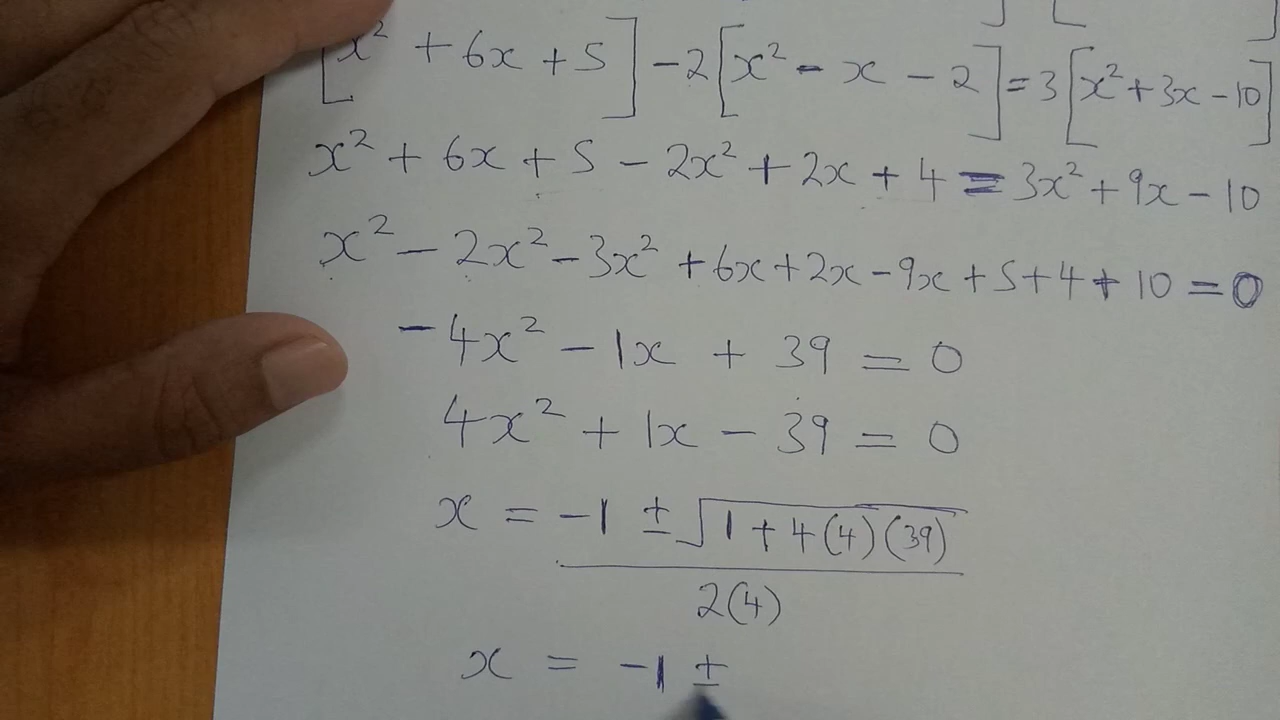 [x² + 6x + 5] - 2[x² - x - 2] = 3[x² + 3x - 10]
x² + 6x + 5 - 2x² + 2x + 4 = 3x² + 9x - 10
x² - 2x² - 3x² + 6x + 2x - 9x + 5 + 4 + 10 = 0
-4x² - 1x + 39 = 0
4x² + 1x - 39 = 0
x = -1 ± √1 + 4(4)(39)
2(4)
x = -1 ±